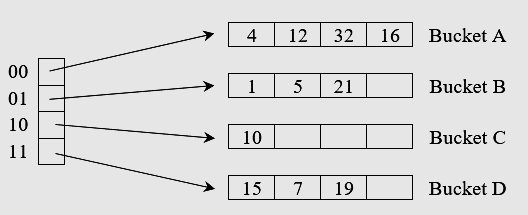 4 12 32 16 Bucket A
00
1 5 21 Bucket B
01
10
10 Bucket C
11
15 7 19 Bucket D